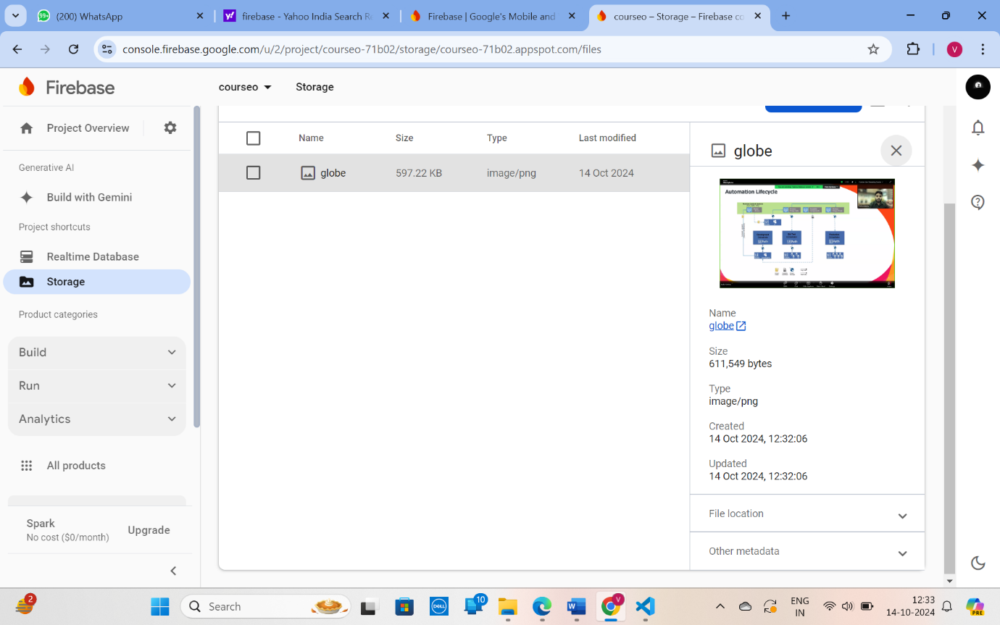 99+ (200) WhatsApp
firebase - Yahoo India Search Re
Firebase | Google's Mobile and
courseo – Storage – Firebase co
console.firebase.google.com/u/2/project/courseo-71b02/storage/courseo-71b02.appspot.com/files
V
Firebase
courseo
Storage
Project Overview
Generative AI
Build with Gemini
Project shortcuts
Realtime Database
Storage
Product categories
Build
Run
Analytics
All products
Spark
No cost ($0/month)
Upgrade
Name Size Type Last modified
globe 597.22 KB image/png 14 Oct 2024
globe
Automation Lifecycle
Name
globe
Size
611,549 bytes
Type
image/png
Created
14 Oct 2024, 12:32:06
Updated
14 Oct 2024, 12:32:06
File location
Other metadata
2
Search
DELL
10
W
V
ENG
IN
12:33
14-10-2024
PRE